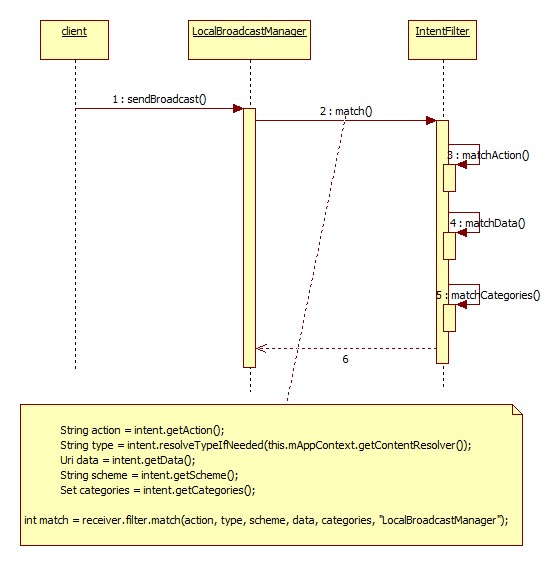 client
LocalBroadcastManager
IntentFilter
1 : sendBroadcast()
2 : match()
3 : matchAction()
4 : matchData()
5 : matchCategories()
6
String action = intent.getAction();
String type = intent.resolveTypeIfNeeded(this.mAppContext.getContentResolver());
Uri data = intent.getData();
String scheme = intent.getScheme();
Set categories = intent.getCategories();
int match = receiver.filter.match(action, type, scheme, data, categories, "LocalBroadcastManager");